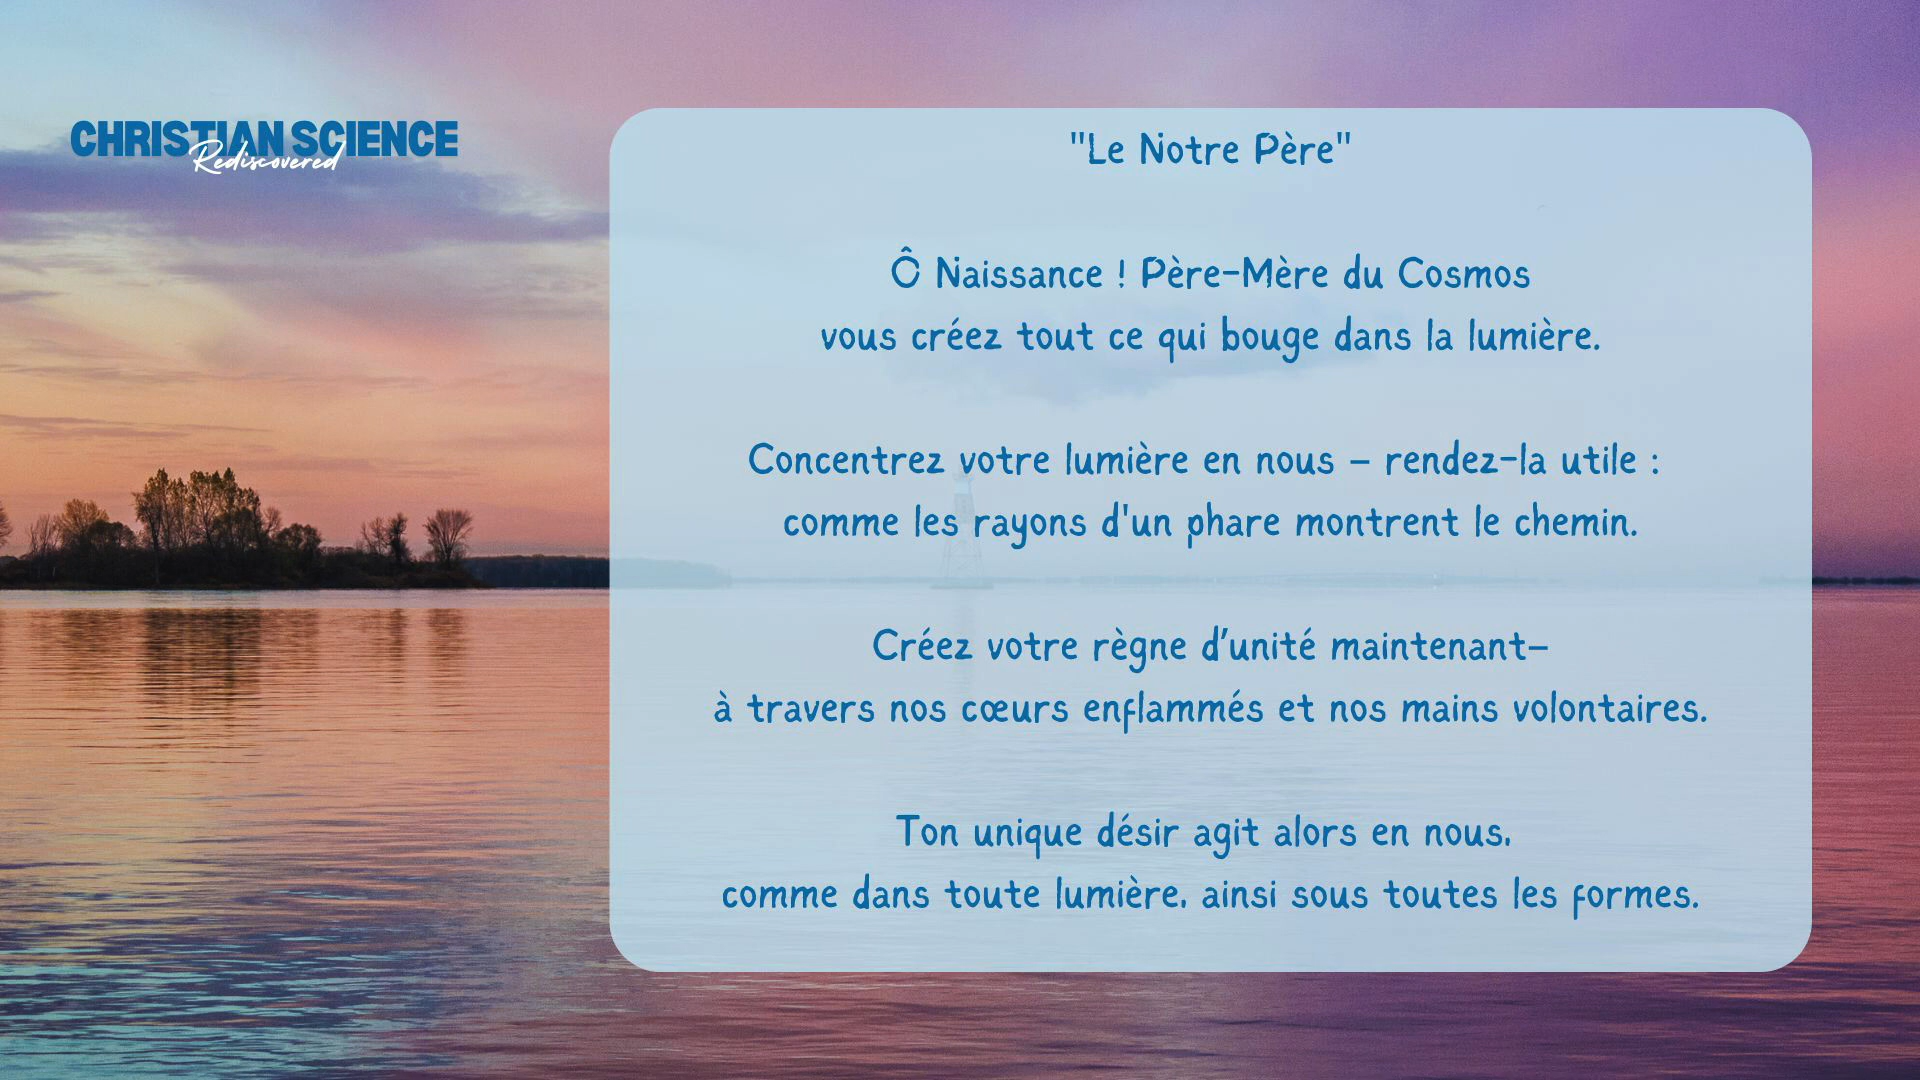 CHRISTIAN SCIENCE
Rediscovered
"Le Notre Père"
Ô Naissance ! Père-Mère du Cosmos
vous créez tout ce qui bouge dans la lumière.
Concentrez votre lumière en nous – rendez-la utile :
comme les rayons d'un phare montrent le chemin.
Créez votre règne d’unité maintenant–
à travers nos cœurs enflammés et nos mains volontaires.
Ton unique désir agit alors en nous,
comme dans toute lumière, ainsi sous toutes les formes.